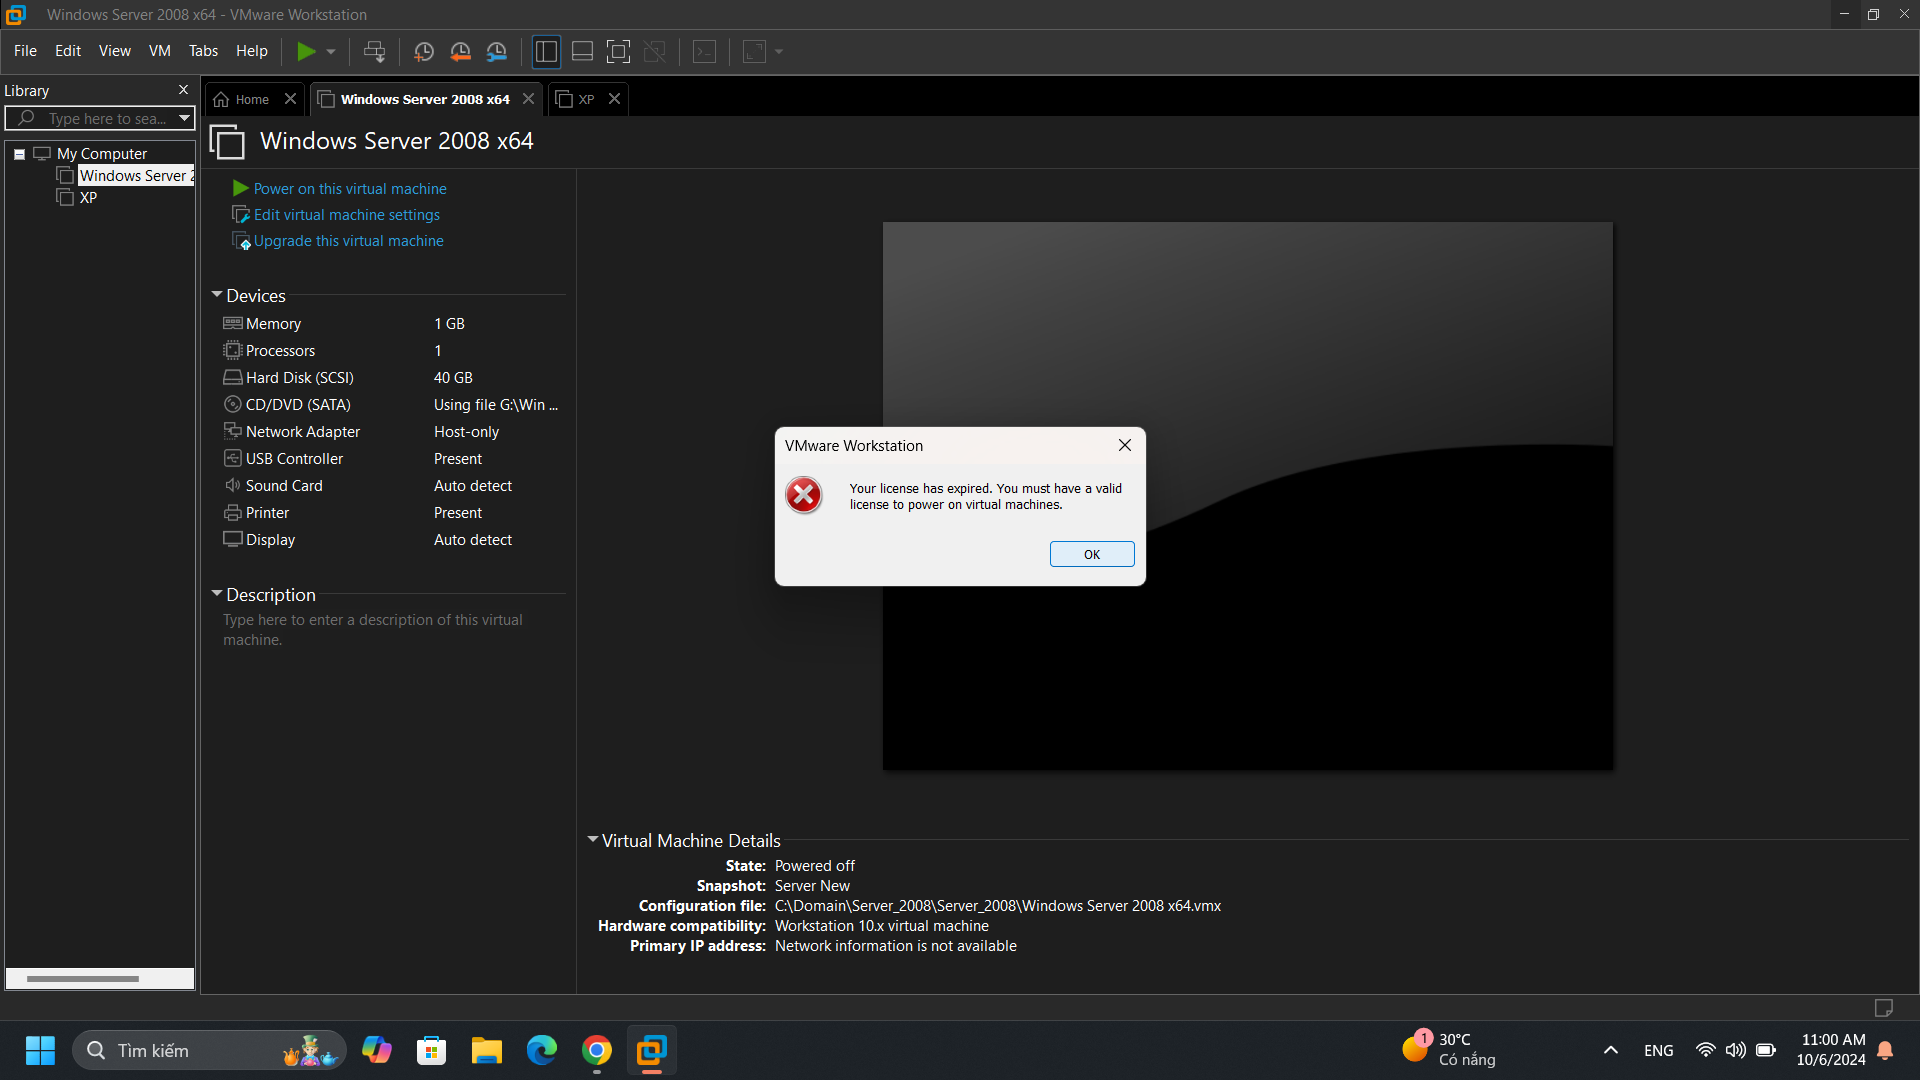 Windows Server 2008 x64 - VMware Workstation
File Edit View VM Tabs Help
Library
Type here to sea...
My Computer
Windows Server 2
XP
Home
Windows Server 2008 x64
XP
Windows Server 2008 x64
Power on this virtual machine
Edit virtual machine settings
Upgrade this virtual machine
Devices
Memory 1 GB
Processors 1
Hard Disk (SCSI) 40 GB
CD/DVD (SATA) Using file G:\Win ...
Network Adapter Host-only
USB Controller Present
Sound Card Auto detect
Printer Present
Display Auto detect
Description
Type here to enter a description of this virtual
machine.
VMware Workstation
Your license has expired. You must have a valid
license to power on virtual machines.
OK
Virtual Machine Details
State: Powered off
Snapshot: Server New
Configuration file: C:\Domain\Server_2008\Server_2008\Windows Server 2008 x64.vmx
Hardware compatibility: Workstation 10.x virtual machine
Primary IP address: Network information is not available
Tìm kiếm
1
30°C
Có nắng
ENG
11:00 AM
10/6/2024